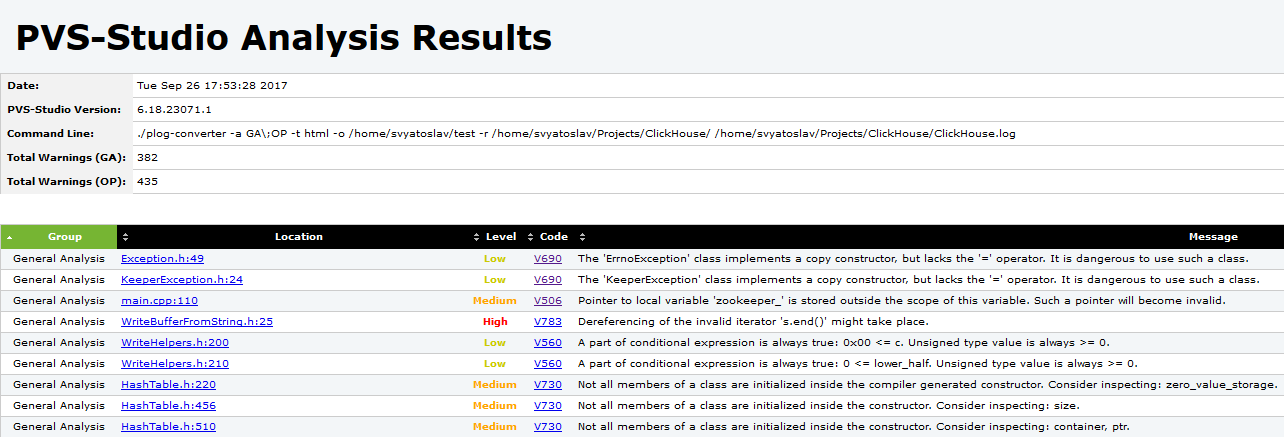 PVS-Studio Analysis Results
Date: Tue Sep 26 17:53:28 2017
PVS-Studio Version: 6.18.23071.1
Command Line: ./plog-converter -a GA\;OP -t html -o /home/svyatoslav/test -r /home/svyatoslav/Projects/ClickHouse/ /home/svyatoslav/Projects/ClickHouse/ClickHouse.log
Total Warnings (GA): 382
Total Warnings (OP): 435
Group Location Level Code Message
General Analysis Exception.h:49 Low V690 The 'ErrnoException' class implements a copy constructor, but lacks the '=' operator. It is dangerous to use such a class.
General Analysis KeeperException.h:24 Low V690 The 'KeeperException' class implements a copy constructor, but lacks the '=' operator. It is dangerous to use such a class.
General Analysis main.cpp:110 Medium V506 Pointer to local variable 'zookeeper_' is stored outside the scope of this variable. Such a pointer will become invalid.
General Analysis WriteBufferFromString.h:25 High V783 Dereferencing of the invalid iterator 's.end()' might take place.
General Analysis WriteHelpers.h:200 Low V560 A part of conditional expression is always true: 0x00 <= c. Unsigned type value is always >= 0.
General Analysis WriteHelpers.h:210 Low V560 A part of conditional expression is always true: 0 <= lower_half. Unsigned type value is always >= 0.
General Analysis HashTable.h:220 Medium V730 Not all members of a class are initialized inside the compiler generated constructor. Consider inspecting: zero_value_storage.
General Analysis HashTable.h:456 Medium V730 Not all members of a class are initialized inside the constructor. Consider inspecting: size.
General Analysis HashTable.h:510 Medium V730 Not all members of a class are initialized inside the constructor. Consider inspecting: container, ptr.